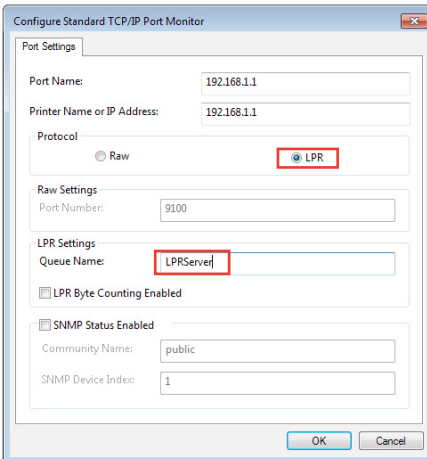 Configure Standard TCP/IP Port Monitor
Port Settings
Port Name: 192.168.1.1
Printer Name or IP Address: 192.168.1.1
Protocol
Raw LPR
Raw Settings
Port Number: 9100
LPR Settings
Queue Name: LPRServer
LPR Byte Counting Enabled
SNMP Status Enabled
Community Name: public
SNMP Device Index: 1
OK Cancel